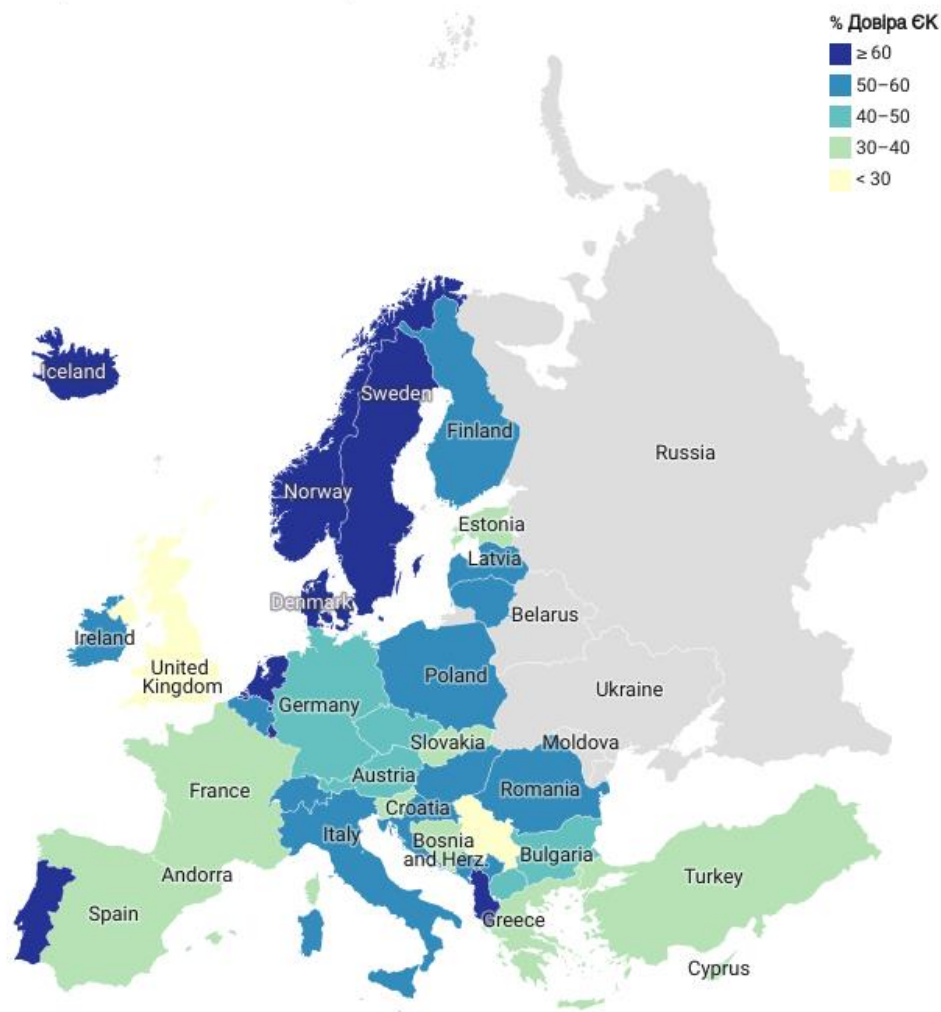 % Довіра ЄК
≥ 60
50–60
40–50
30–40
< 30
Iceland
Sweden
Finland
Russia
Norway
Estonia
Latvia
Denmark
Belarus
Ireland
United
Kingdom
Poland
Ukraine
Germany
Slovakia
Moldova
Austria
France
Romania
Croatia
Italy
Bosnia
and Herz.
Bulgaria
Andorra
Turkey
Spain
Greece
Cyprus